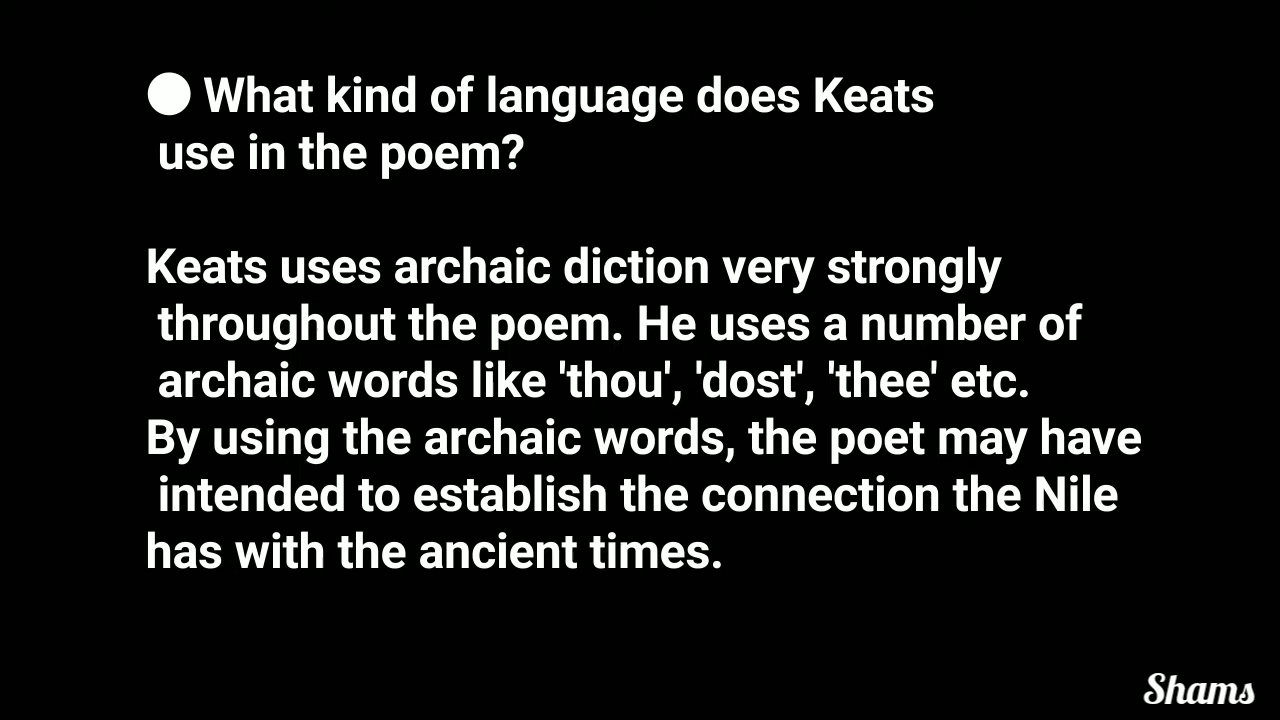 ● What kind of language does Keats
use in the poem?
Keats uses archaic diction very strongly
throughout the poem. He uses a number of
archaic words like 'thou', 'dost', 'thee' etc.
By using the archaic words, the poet may have
intended to establish the connection the Nile
has with the ancient times.
Shams